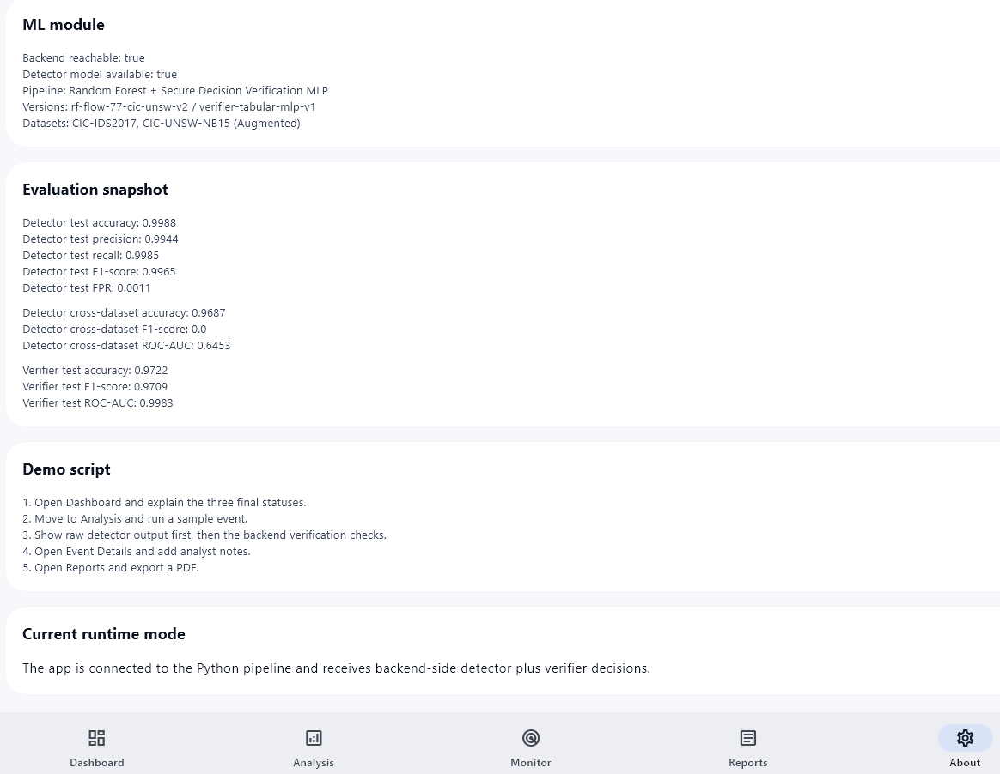 ML module
Backend reachable: true
Detector model available: true
Pipeline: Random Forest + Secure Decision Verification MLP
Versions: rf-flow-77-cic-unsw-v2 / verifier-tabular-mlp-v1
Datasets: CIC-IDS2017, CIC-UNSW-NB15 (Augmented)
Evaluation snapshot
Detector test accuracy: 0.9988
Detector test precision: 0.9944
Detector test recall: 0.9985
Detector test F1-score: 0.9965
Detector test FPR: 0.0011
Detector cross-dataset accuracy: 0.9687
Detector cross-dataset F1-score: 0.0
Detector cross-dataset ROC-AUC: 0.6453
Verifier test accuracy: 0.9722
Verifier test F1-score: 0.9709
Verifier test ROC-AUC: 0.9983
Demo script
1. Open Dashboard and explain the three final statuses.
2. Move to Analysis and run a sample event.
3. Show raw detector output first, then the backend verification checks.
4. Open Event Details and add analyst notes.
5. Open Reports and export a PDF.
Current runtime mode
The app is connected to the Python pipeline and receives backend-side detector plus verifier decisions.
Dashboard
Analysis
Monitor
Reports
About